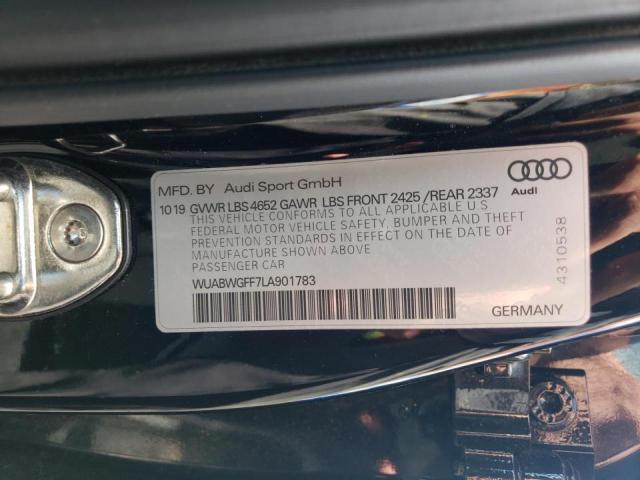 MFD. BY Audi Sport GmbH
Audi
10 19 GVWR LBS 4652 GAWR LBS FRONT 2425 /REAR 2337
THIS VEHICLE CONFORMS TO ALL APPLICABLE U.S.
FEDERAL MOTOR VEHICLE SAFETY, BUMPER AND THEFT
PREVENTION STANDARDS IN EFFECT ON THE DATE OF
MANUFACTURE SHOWN ABOVE
PASSENGER CAR
WUABWGFF7LA901783
GERMANY
4310538